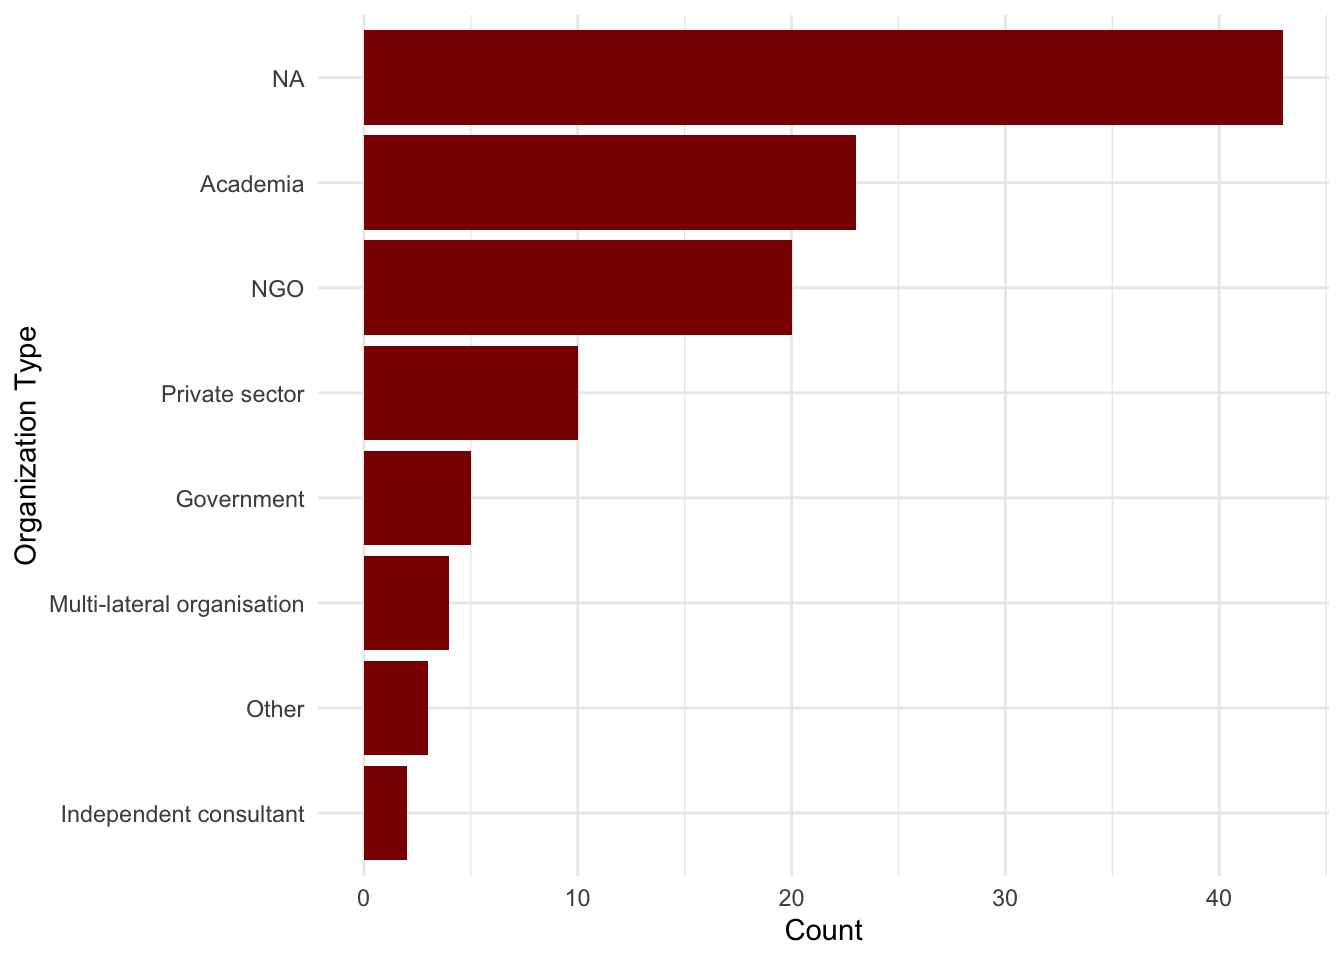 NA
Academia
NGO
Private sector
Government
Multi-lateral organisation
Other
Independent consultant
Organization Type
0 10 20 30 40
Count